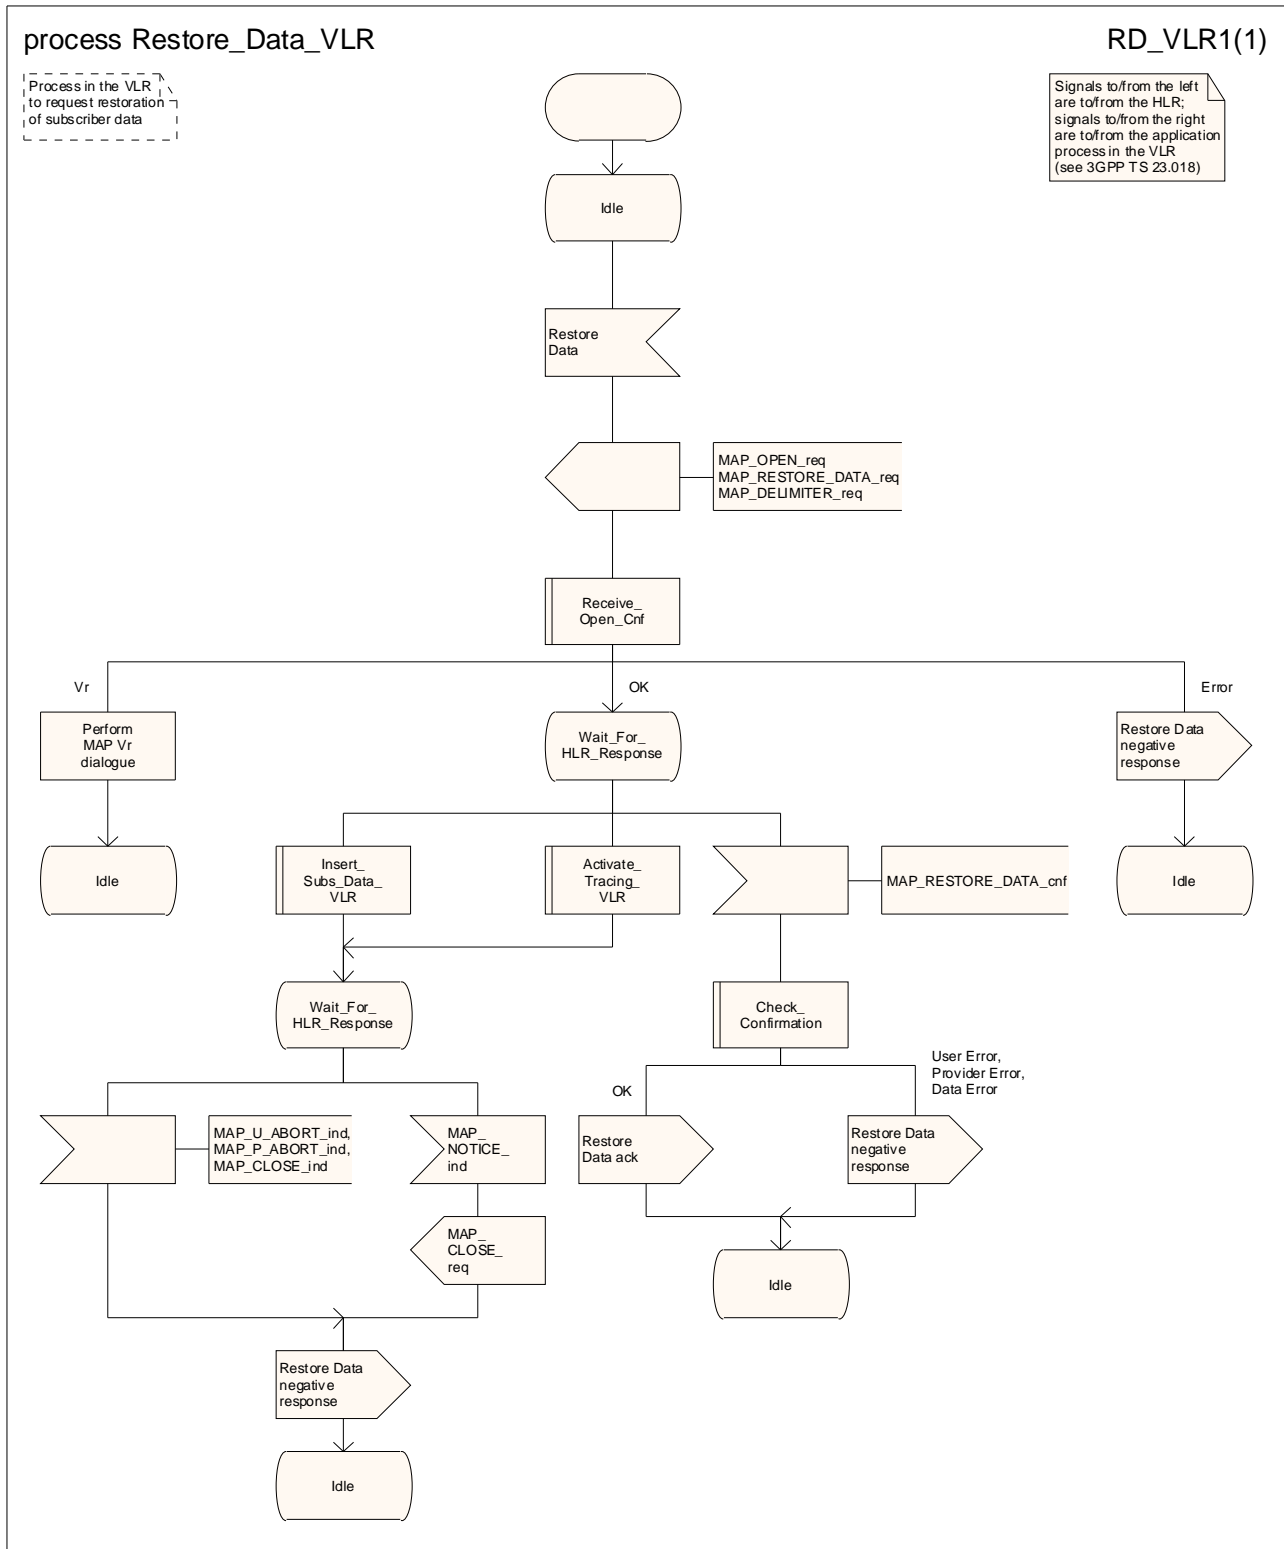 process Restore_Data_VLR
RD_VLR1(1)
Process in the VLR
to request restoration
of subscriber data
Signals to/from the left
are to/from the HLR;
signals to/from the right
are to/from the application
process in the VLR
(see 3GPP TS 23.018)
Idle
Restore
Data
MAP_OPEN_req
MAP_RESTORE_DATA_req
MAP_DELIMITER_req
Receive_
Open_Cnf
Vr
OK
Error
Perform
MAP Vr
dialogue
Wait_For_
HLR_Response
Restore Data
negative
response
Idle
Insert_
Subs_Data_
VLR
Activate_
Tracing_
VLR
MAP_RESTORE_DATA_cnf
Idle
Wait_For_
HLR_Response
Check_
Confirmation
OK
User Error,
Provider Error,
Data Error
MAP_U_ABORT_ind,
MAP_P_ABORT_ind,
MAP_CLOSE_ind
MAP_
NOTICE_
ind
Restore
Data ack
Restore Data
negative
response
MAP_
CLOSE_
req
Idle
Restore Data
negative
response
Idle